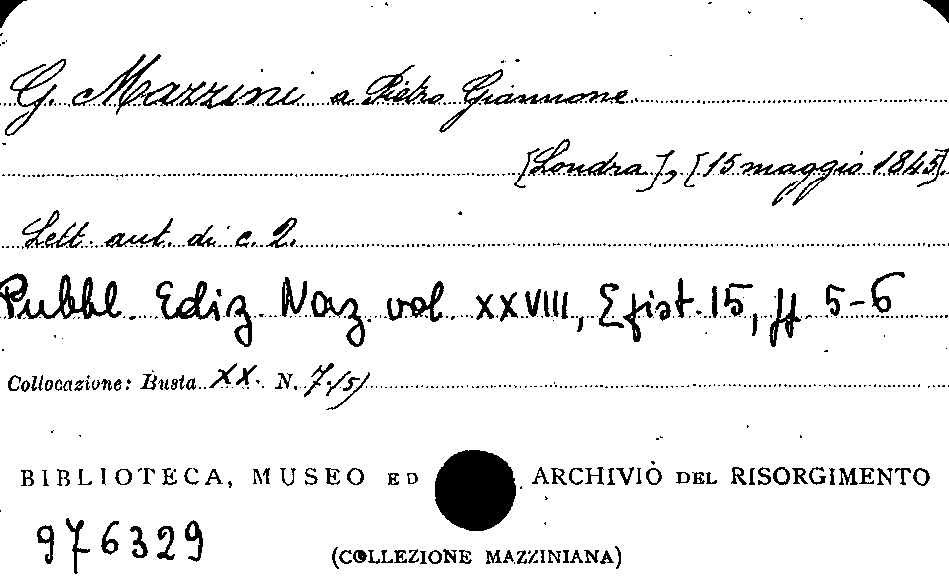 G. Mazzini a Pietro Giannone
[Londra], [15 maggio 1845].
Lett. aut. di c. 2.
Pubbl. Ediz. Naz. vol. XXVIII, Epist. 15, pp. 5-6
Collocazione: Busta XX. N. 7.(5)
BIBLIOTECA, MUSEO ED ARCHIVIO DEL RISORGIMENTO
976329
(COLLEZIONE MAZZINIANA)